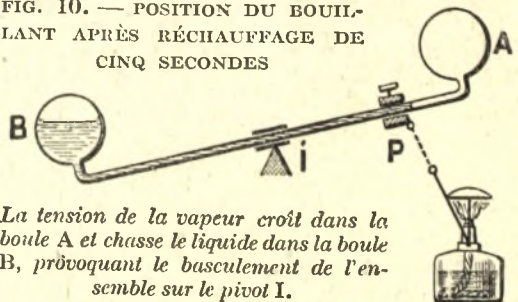 FIG. 10. — POSITION DU BOUIL-
LANT APRÈS RÉCHAUFFAGE DE
CINQ SECONDES
A
B
i
P
La tension de la vapeur croît dans la
boule A et chasse le liquide dans la boule
B, provoquant le basculement de l'en-
semble sur le pivot I.